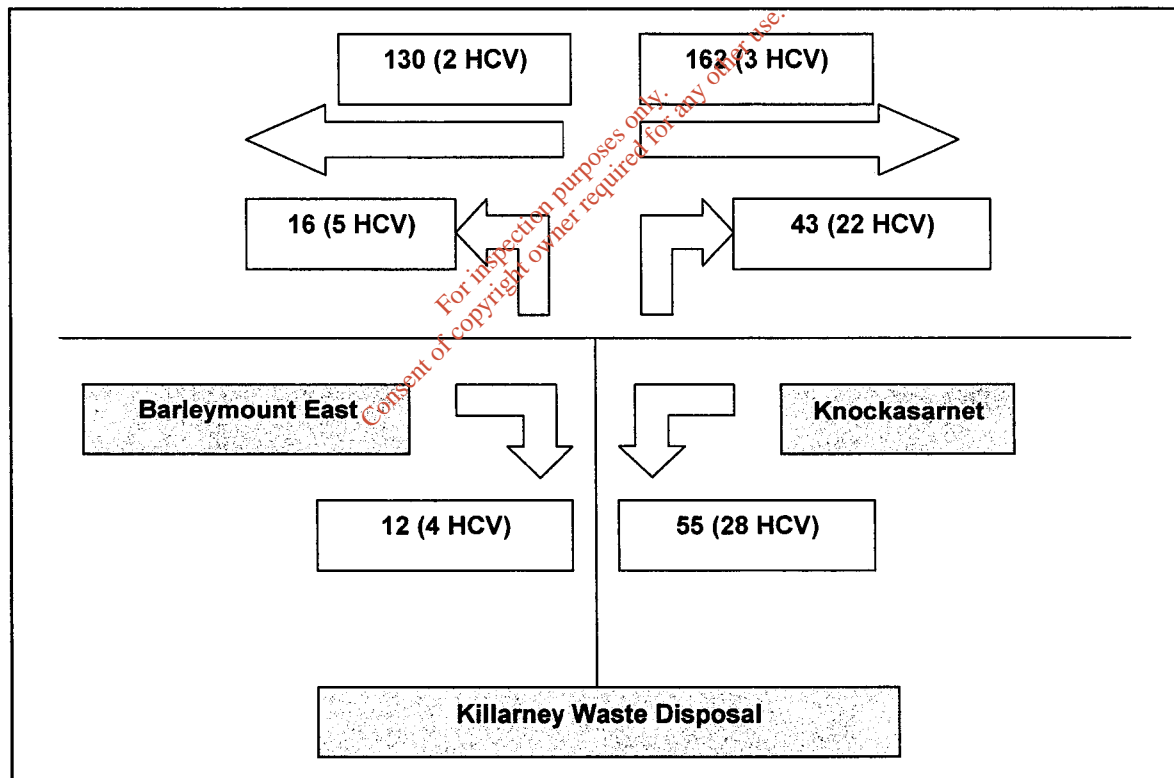 130 (2 HCV)
162 (3 HCV)
16 (5 HCV)
43 (22 HCV)
For inspection purposes only.
Consent of copyright owner required for any other use.
Barleymount East
Knockasarnet
12 (4 HCV)
55 (28 HCV)
Killarney Waste Disposal